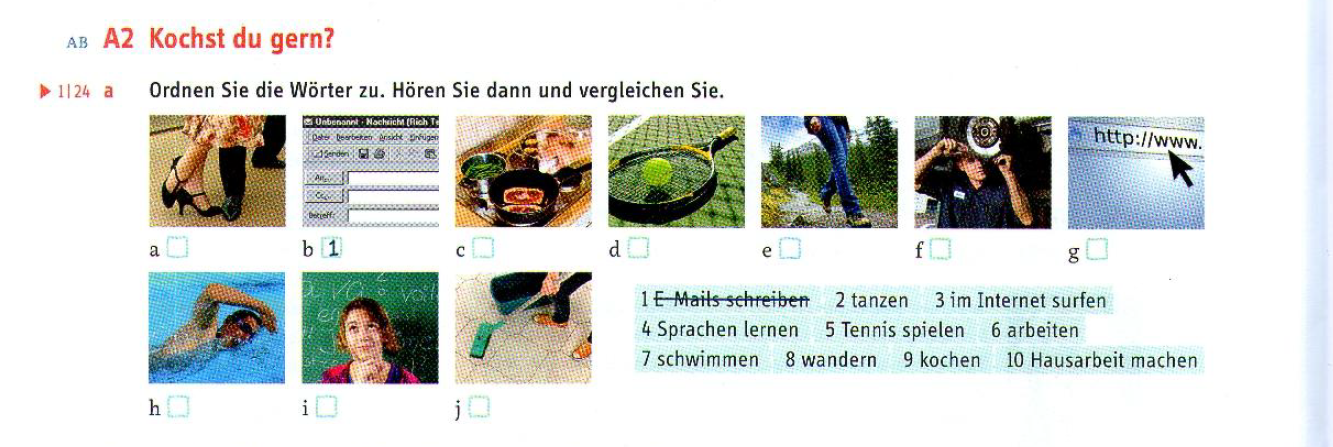 AB A2 Kochst du gern?
1|24 a Ordnen Sie die Wörter zu. Hören Sie dann und vergleichen Sie.
Unbenannt - Nachricht (Rich Te
Datei Bearbeiten Ansicht Einfügen
Senden
An...
Cc...
Betreff:
http://www.
a
b 1
c
d
e
f
g
1 E-Mails schreiben 2 tanzen 3 im Internet surfen
4 Sprachen lernen 5 Tennis spielen 6 arbeiten
7 schwimmen 8 wandern 9 kochen 10 Hausarbeit machen
h
i
j